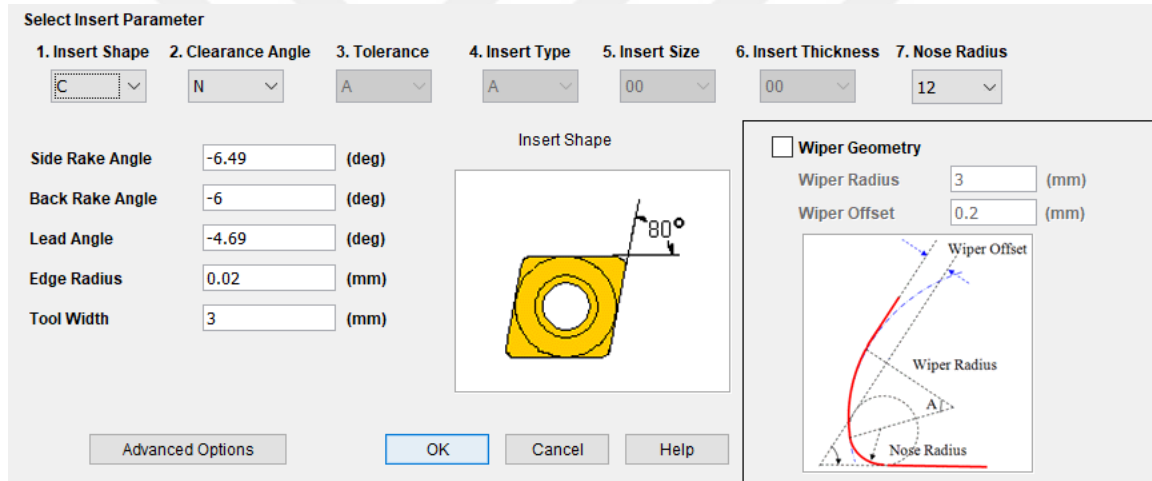 Select Insert Parameter
1. Insert Shape 2. Clearance Angle 3. Tolerance 4. Insert Type 5. Insert Size 6. Insert Thickness 7. Nose Radius
C N A A 00 00 12
Insert Shape
Side Rake Angle -6.49 (deg)
Back Rake Angle -6 (deg)
Lead Angle -4.69 (deg)
Edge Radius 0.02 (mm)
Tool Width 3 (mm)
80°
Wiper Geometry
Wiper Radius 3 (mm)
Wiper Offset 0.2 (mm)
Wiper Offset
Wiper Radius
A
Nose Radius
Advanced Options OK Cancel Help